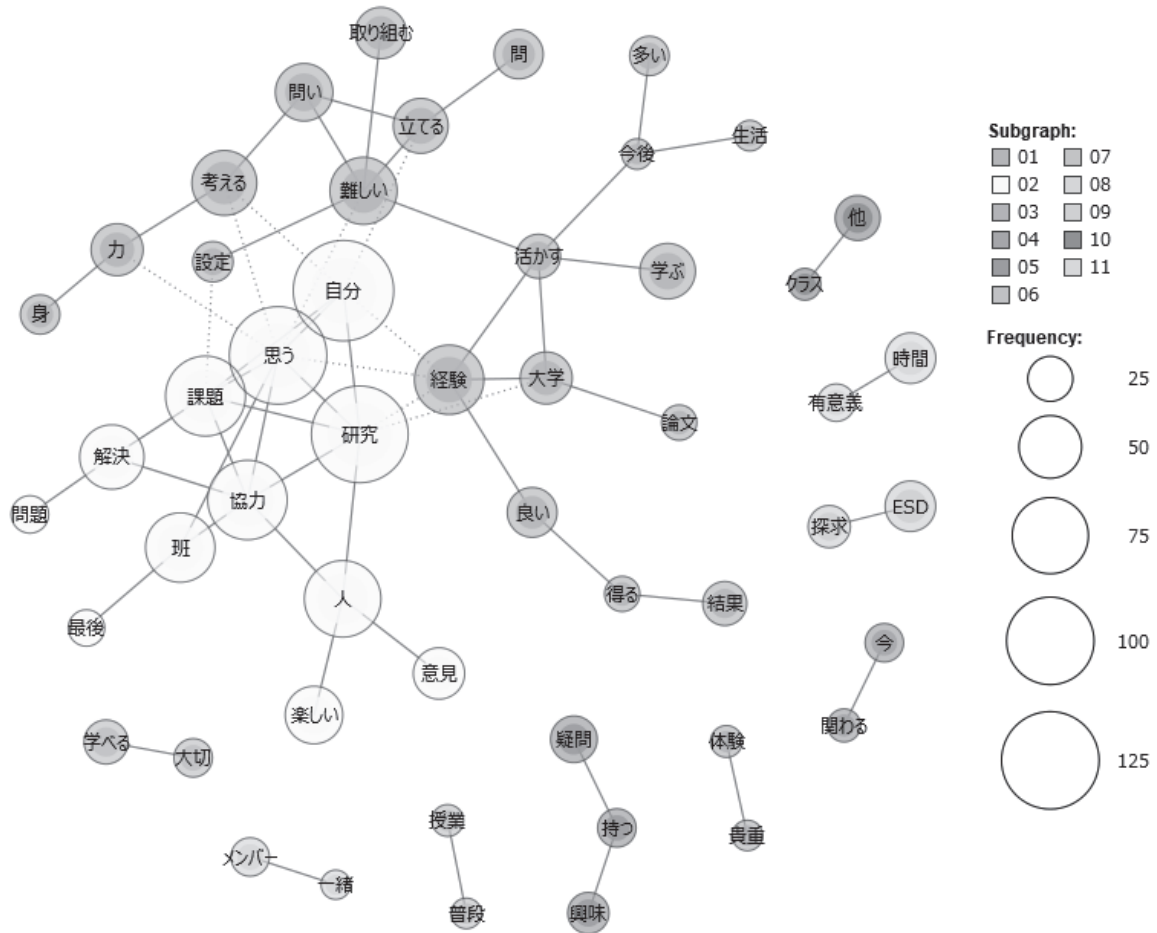 取り組む
問
多い
問い
立てる
生活
今後
考える
難しい
他
力
設定
活かす
学ぶ
クラス
自分
身
思う
時間
経験
大学
課題
有意義
論文
研究
解決
協力
ESD
問題
良い
探求
班
得る
結果
人
最後
今
意見
楽しい
関わる
学べる
大切
疑問
体験
授業
持つ
貴重
メンバー
一緒
普段
興味
Subgraph:
01 07
02 08
03 09
04 10
05 11
06
Frequency:
25
50
75
100
125